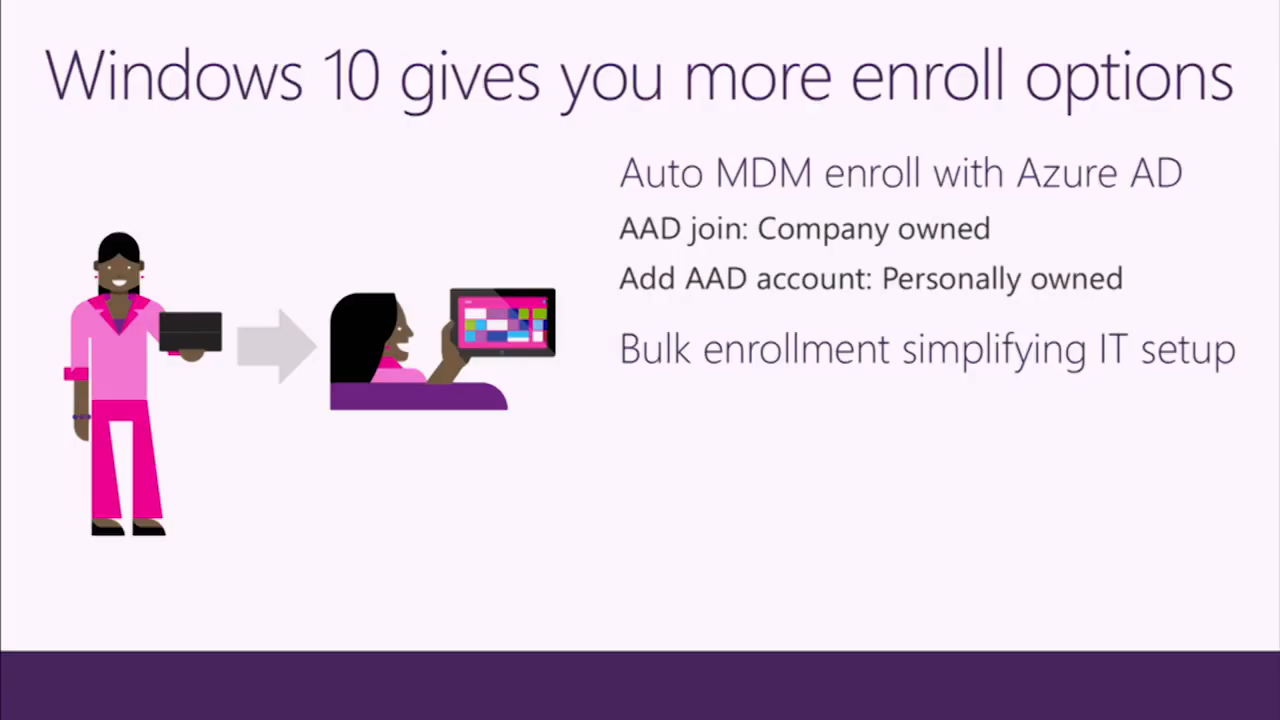 Windows 10 gives you more enroll options
Auto MDM enroll with Azure AD
AAD join: Company owned
Add AAD account: Personally owned
Bulk enrollment simplifying IT setup